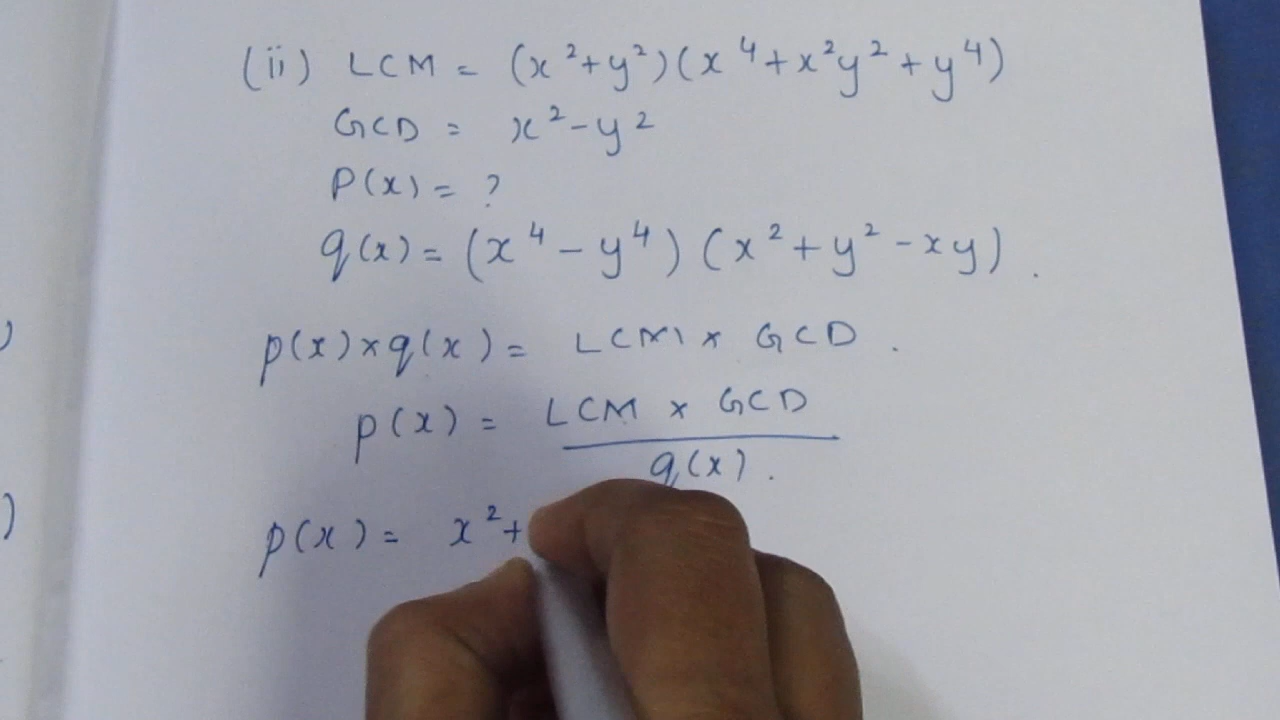 (ii) LCM = (x²+y²)(x⁴+x²y²+y⁴)
GCD = x²-y²
P(x) = ?
q(x) = (x⁴-y⁴)(x²+y²-xy).
p(x)×q(x) = LCM × GCD.
p(x) = LCM × GCD
q(x).
p(x) = x²+